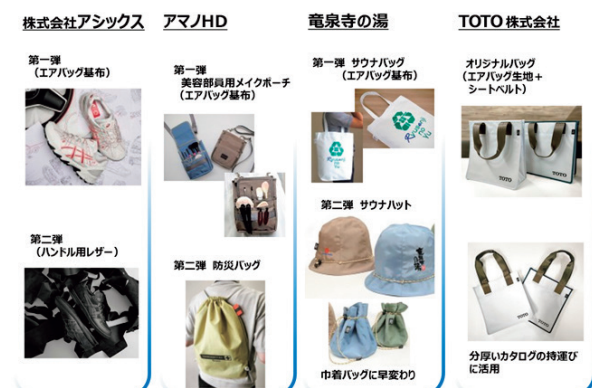 株式会社アシックス
第一弾
（エアバッグ基布）
第二弾
（ハンドル用レザー）
アマノHD
第一弾
美容部員用メイクポーチ
（エアバッグ基布）
第二弾 防災バッグ
竜泉寺の湯
第一弾 サウナバッグ
（エアバッグ基布）
Ryusenji
no
Yu
第二弾 サウナハット
巾着バッグに早変わり
TOTO 株式会社
オリジナルバッグ
（エアバッグ生地＋
シートベルト）
TOTO
TOTO
TOTO
分厚いカタログの持運び
に活用